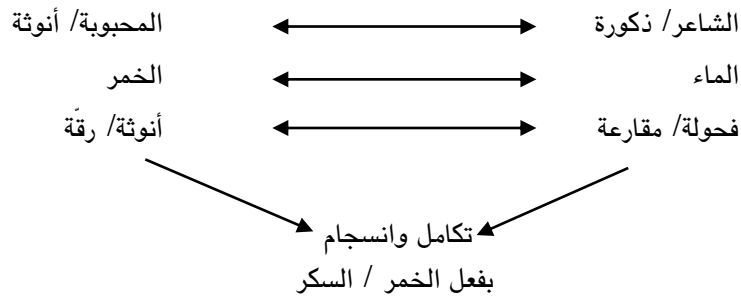 الشاعر/ ذكورة المحبوبة/ أنوثة
الماء الخمر
فحولة/ مقارعة أنوثة/ رقّة
تكامل وانسجام
بفعل الخمر / السكر